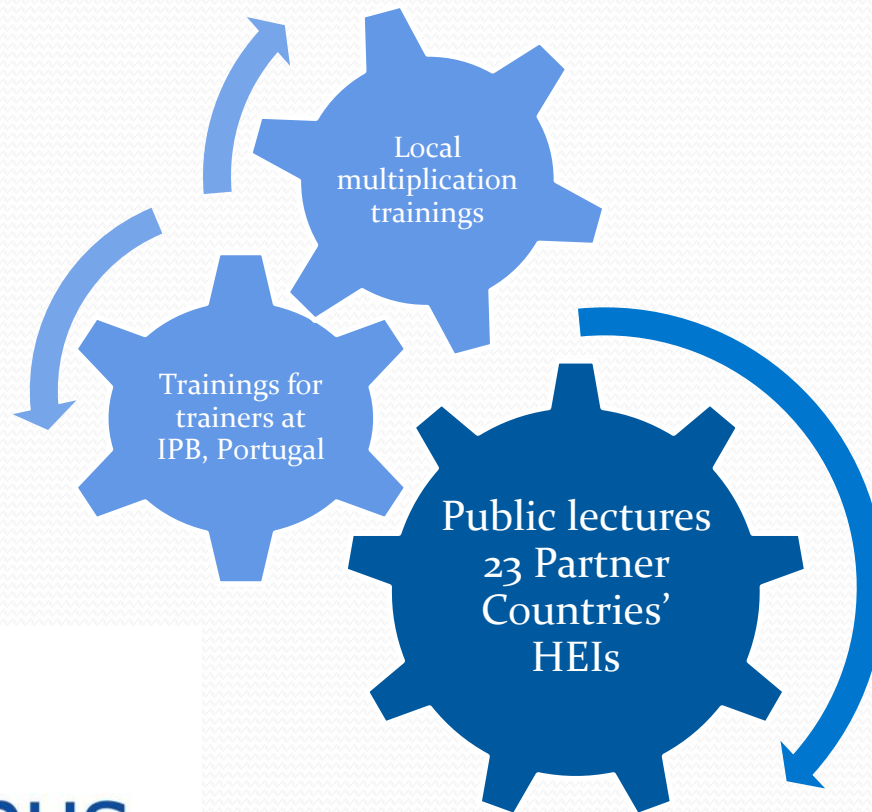 Local
multiplication
trainings
Trainings for
trainers at
IPB, Portugal
Public lectures
23 Partner
Countries’
HEIs